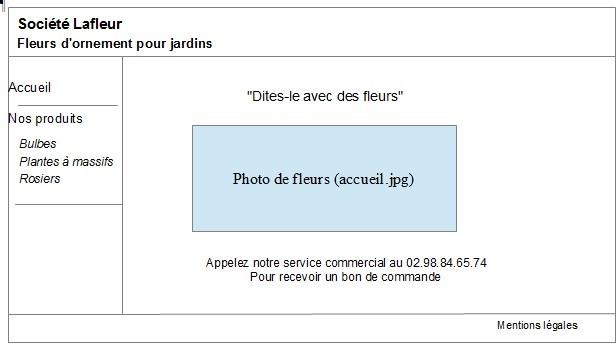 Société Lafleur
Fleurs d'ornement pour jardins
Accueil
Nos produits
Bulbes
Plantes à massifs
Rosiers
"Dites-le avec des fleurs"
Photo de fleurs (accueil.jpg)
Appelez notre service commercial au 02.98.84.65.74
Pour recevoir un bon de commande
Mentions légales